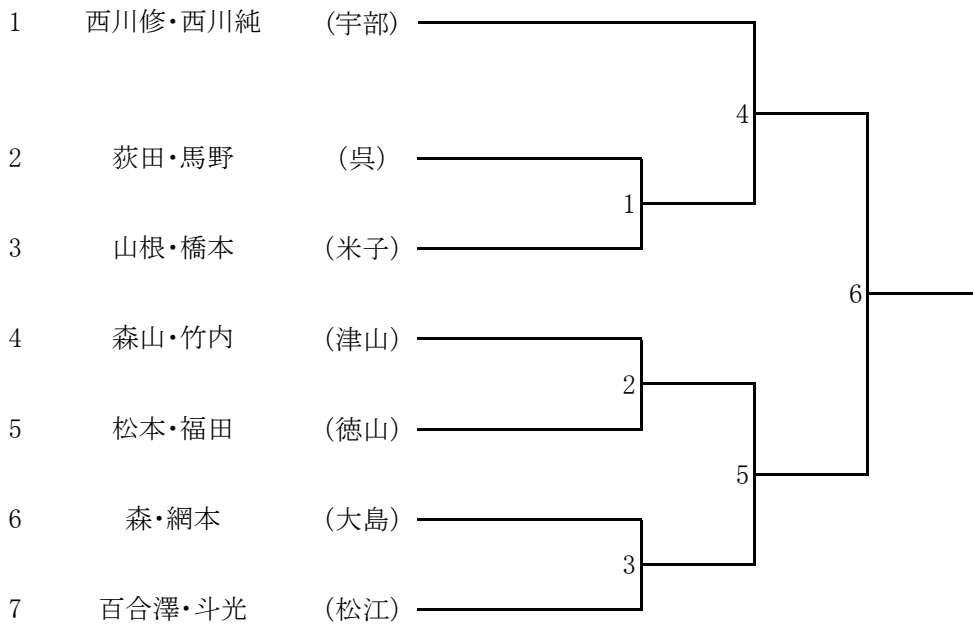 1 西川修・西川純 (宇部)
4
2 荻田・馬野 (呉)
1
3 山根・橋本 (米子)
6
4 森山・竹内 (津山)
2
5 松本・福田 (徳山)
5
6 森・網本 (大島)
3
7 百合澤・斗光 (松江)